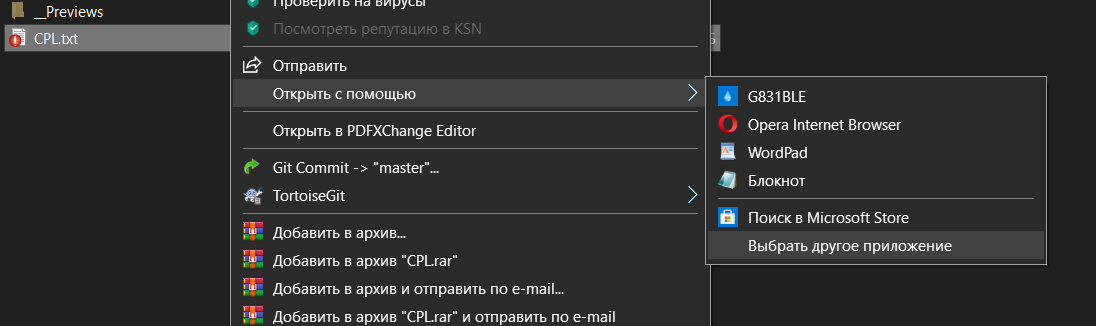 __Previews
CPL.txt
Проверить на вирусы
Посмотреть репутацию в KSN
Отправить
Открыть с помощью
Открыть в PDFXChange Editor
Git Commit -> "master"...
TortoiseGit
Добавить в архив...
Добавить в архив "CPL.rar"
Добавить в архив и отправить по e-mail...
Добавить в архив "CPL.rar" и отправить по e-mail
G831BLE
Opera Internet Browser
WordPad
Блокнот
Поиск в Microsoft Store
Выбрать другое приложение